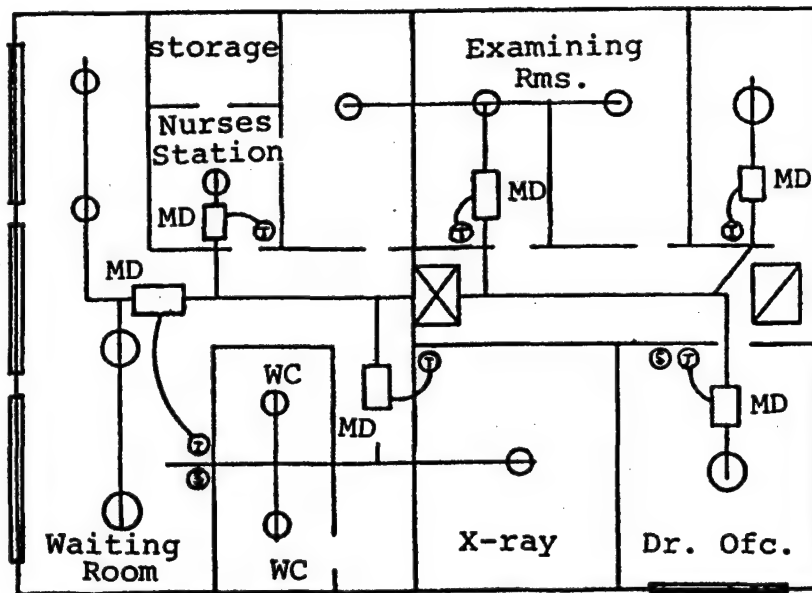 storage
Examining
Rms.
Nurses
Station
MD
MD
MD
T
T
T
MD
WC
T
S
T
MD
MD
T
S
Waiting
Room
WC
X-ray
Dr. Ofc.